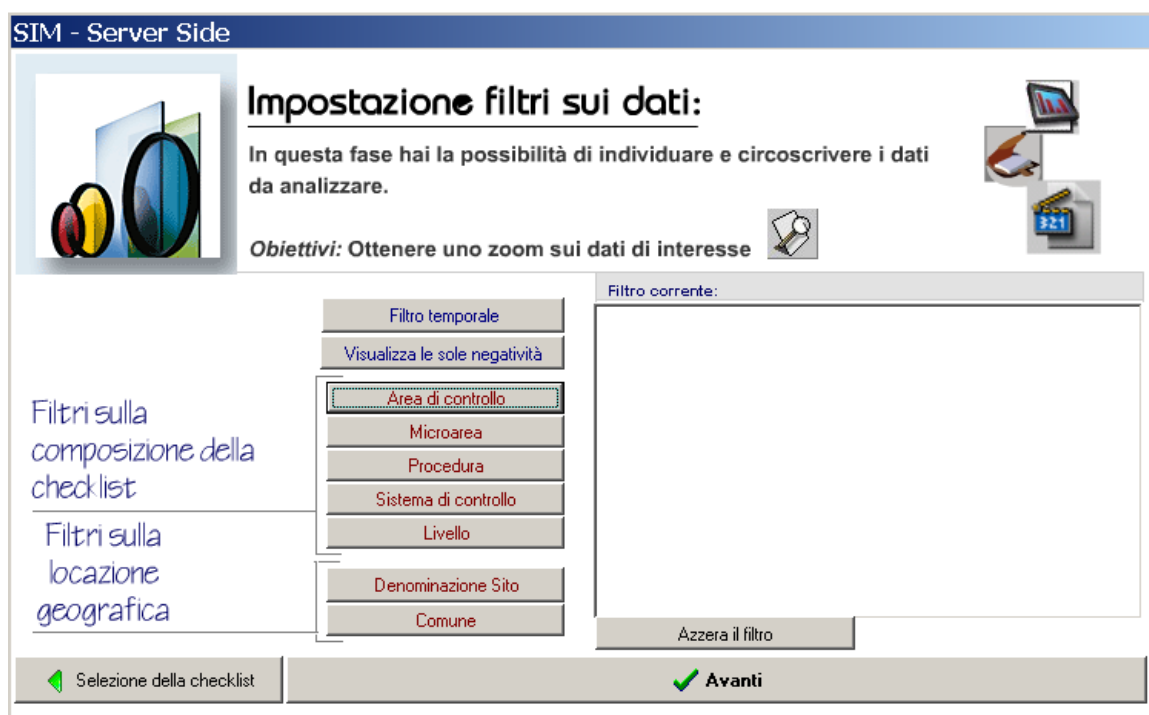 SIM - Server Side
Impostazione filtri sui dati:
In questa fase hai la possibilità di individuare e circoscrivere i dati
da analizzare.
Obiettivi: Ottenere uno zoom sui dati di interesse
Filtro corrente:
Filtro temporale
Visualizza le sole negatività
Filtri sulla
composizione della
checklist
Area di controllo
Microarea
Procedura
Sistema di controllo
Livello
Filtri sulla
locazione
geografica
Denominazione Sito
Comune
Azzera il filtro
Selezione della checklist
Avanti
321